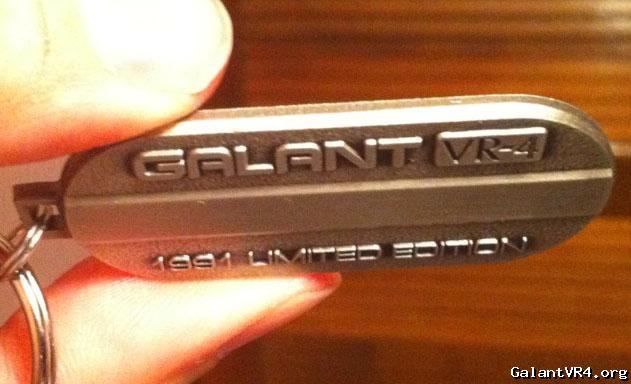 GALANT VR-4
1991 LIMITED EDITION
GalantVR4.org